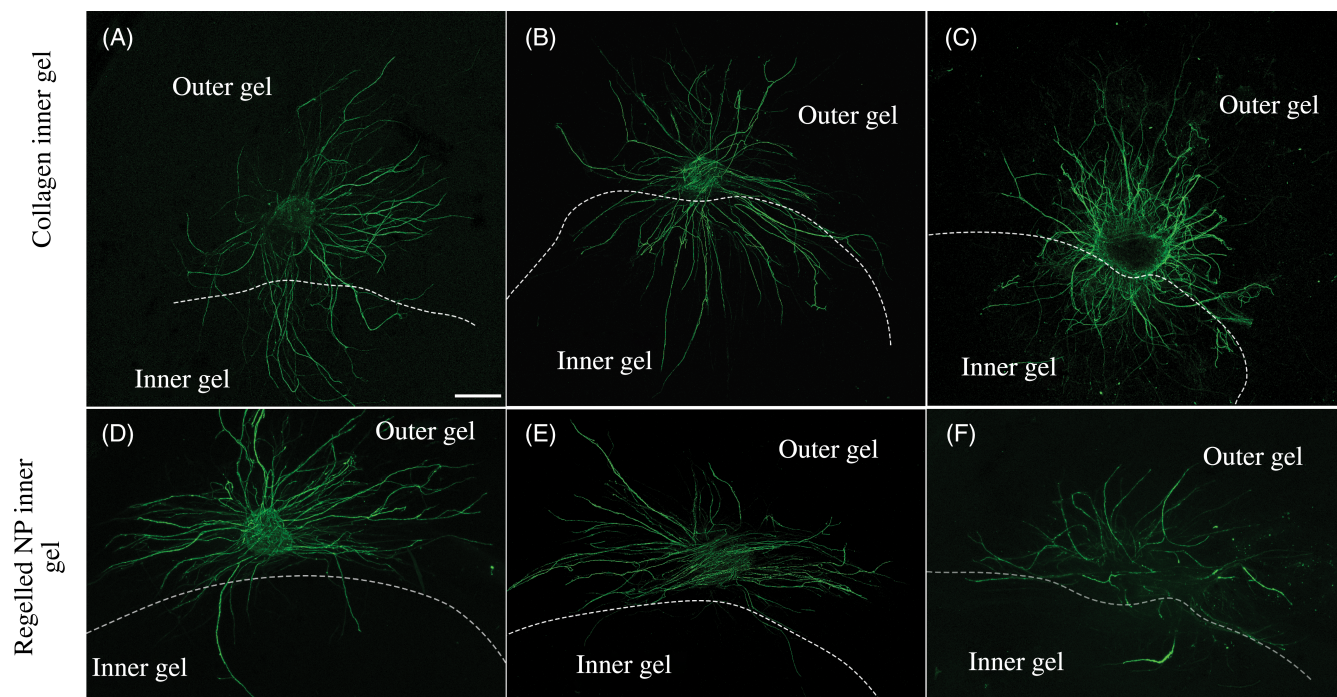 Collagen inner gel
(A)
Outer gel
Inner gel
(B)
Outer gel
Inner gel
(C)
Outer gel
Inner gel
Regelled NP inner
gel
(D)
Outer gel
Inner gel
(E)
Outer gel
Inner gel
(F)
Outer gel
Inner gel